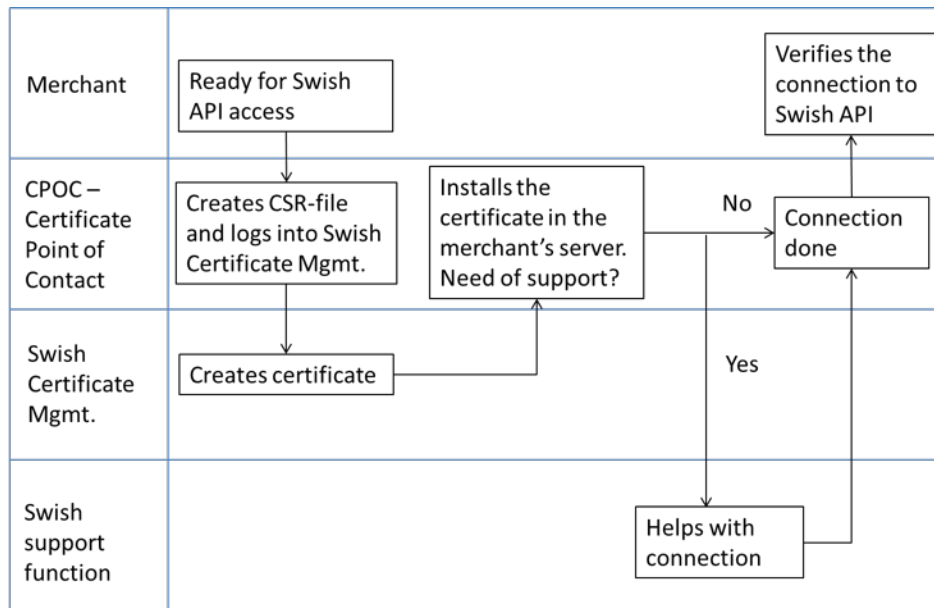 Merchant
Ready for Swish
API access
Verifies the
connection to
Swish API
CPOC –
Certificate
Point of
Contact
Creates CSR-file
and logs into Swish
Certificate Mgmt.
Installs the
certificate in the
merchant's server.
Need of support?
No
Connection
done
Swish
Certificate
Mgmt.
Creates certificate
Yes
Swish
support
function
Helps with
connection